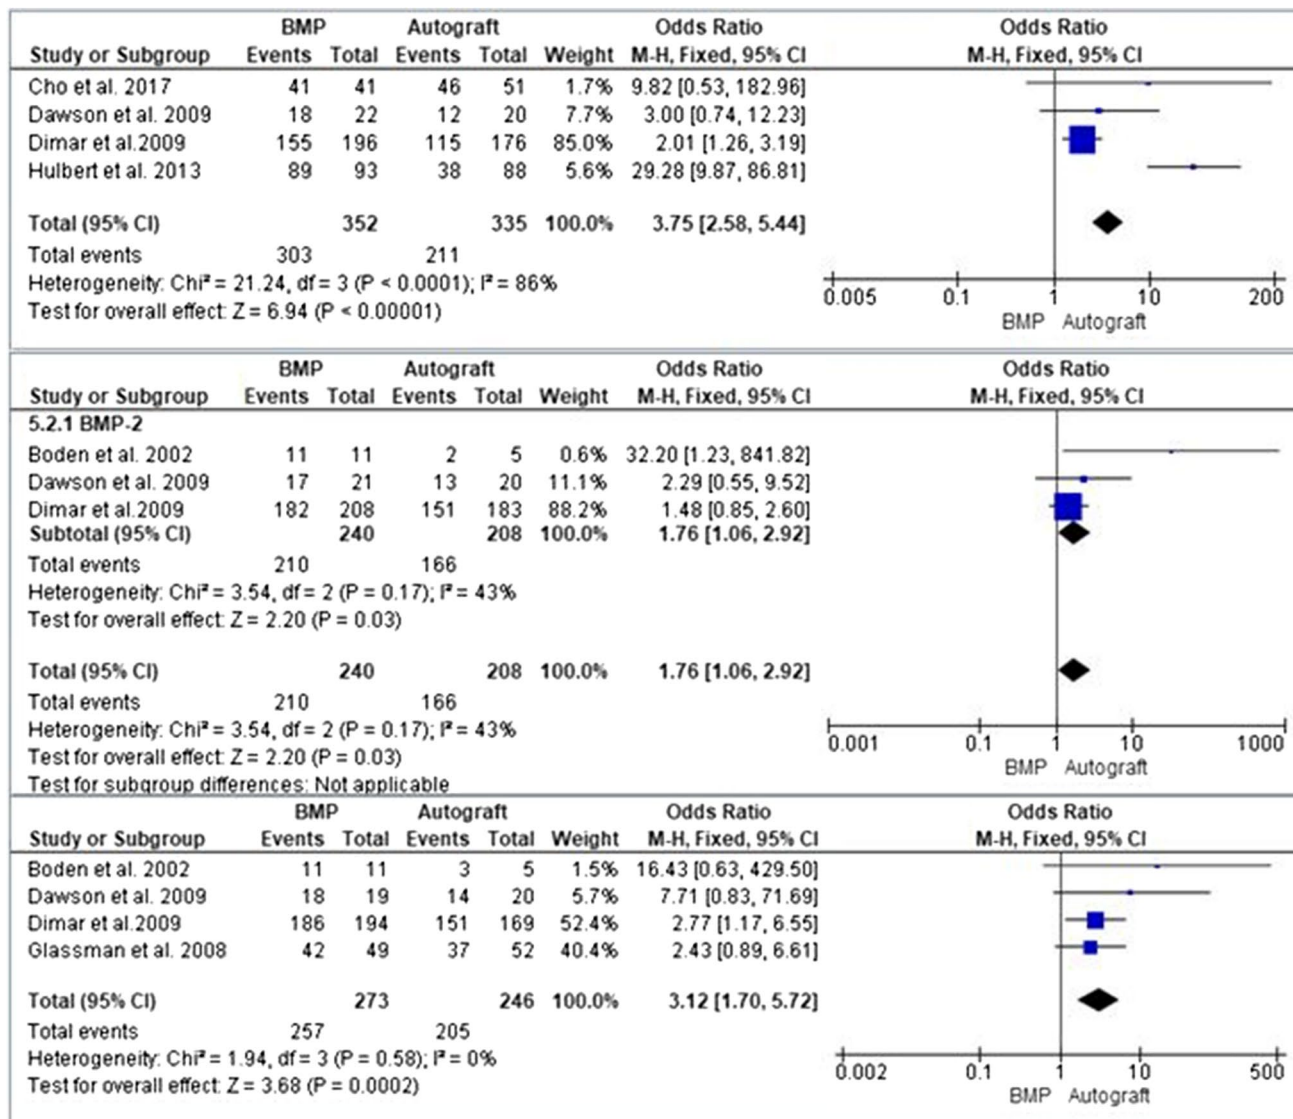 BMP Autograft Odds Ratio Odds Ratio
Study or Subgroup Events Total Events Total Weight M-H, Fixed, 95% CI M-H, Fixed, 95% CI
Cho et al. 2017 41 41 46 51 1.7% 9.82 [0.53, 182.96]
Dawson et al. 2009 18 22 12 20 7.7% 3.00 [0.74, 12.23]
Dimar et al.2009 155 196 115 176 85.0% 2.01 [1.26, 3.19]
Hulbert et al. 2013 89 93 38 88 5.6% 29.28 [9.87, 86.81]
Total (95% CI) 352 335 100.0% 3.75 [2.58, 5.44]
Total events 303 211
Heterogeneity: Chi² = 21.24, df = 3 (P < 0.0001); I² = 86%
Test for overall effect: Z = 6.94 (P < 0.00001)
0.005 0.1 1 10 200
BMP Autograft
BMP Autograft Odds Ratio Odds Ratio
Study or Subgroup Events Total Events Total Weight M-H, Fixed, 95% CI M-H, Fixed, 95% CI
5.2.1 BMP-2
Boden et al. 2002 11 11 2 5 0.6% 32.20 [1.23, 841.82]
Dawson et al. 2009 17 21 13 20 11.1% 2.29 [0.55, 9.52]
Dimar et al.2009 182 208 151 183 88.2% 1.48 [0.85, 2.60]
Subtotal (95% CI) 240 208 100.0% 1.76 [1.06, 2.92]
Total events 210 166
Heterogeneity: Chi² = 3.54, df = 2 (P = 0.17); I² = 43%
Test for overall effect: Z = 2.20 (P = 0.03)
Total (95% CI) 240 208 100.0% 1.76 [1.06, 2.92]
Total events 210 166
Heterogeneity: Chi² = 3.54, df = 2 (P = 0.17); I² = 43%
Test for overall effect: Z = 2.20 (P = 0.03)
Test for subgroup differences: Not applicable
0.001 0.1 1 10 1000
BMP Autograft
BMP Autograft Odds Ratio Odds Ratio
Study or Subgroup Events Total Events Total Weight M-H, Fixed, 95% CI M-H, Fixed, 95% CI
Boden et al. 2002 11 11 3 5 1.5% 16.43 [0.63, 429.50]
Dawson et al. 2009 18 19 14 20 5.7% 7.71 [0.83, 71.69]
Dimar et al.2009 186 194 151 169 52.4% 2.77 [1.17, 6.55]
Glassman et al. 2008 42 49 37 52 40.4% 2.43 [0.89, 6.61]
Total (95% CI) 273 246 100.0% 3.12 [1.70, 5.72]
Total events 257 205
Heterogeneity: Chi² = 1.94, df = 3 (P = 0.58); I² = 0%
Test for overall effect: Z = 3.68 (P = 0.0002)
0.002 0.1 1 10 500
BMP Autograft